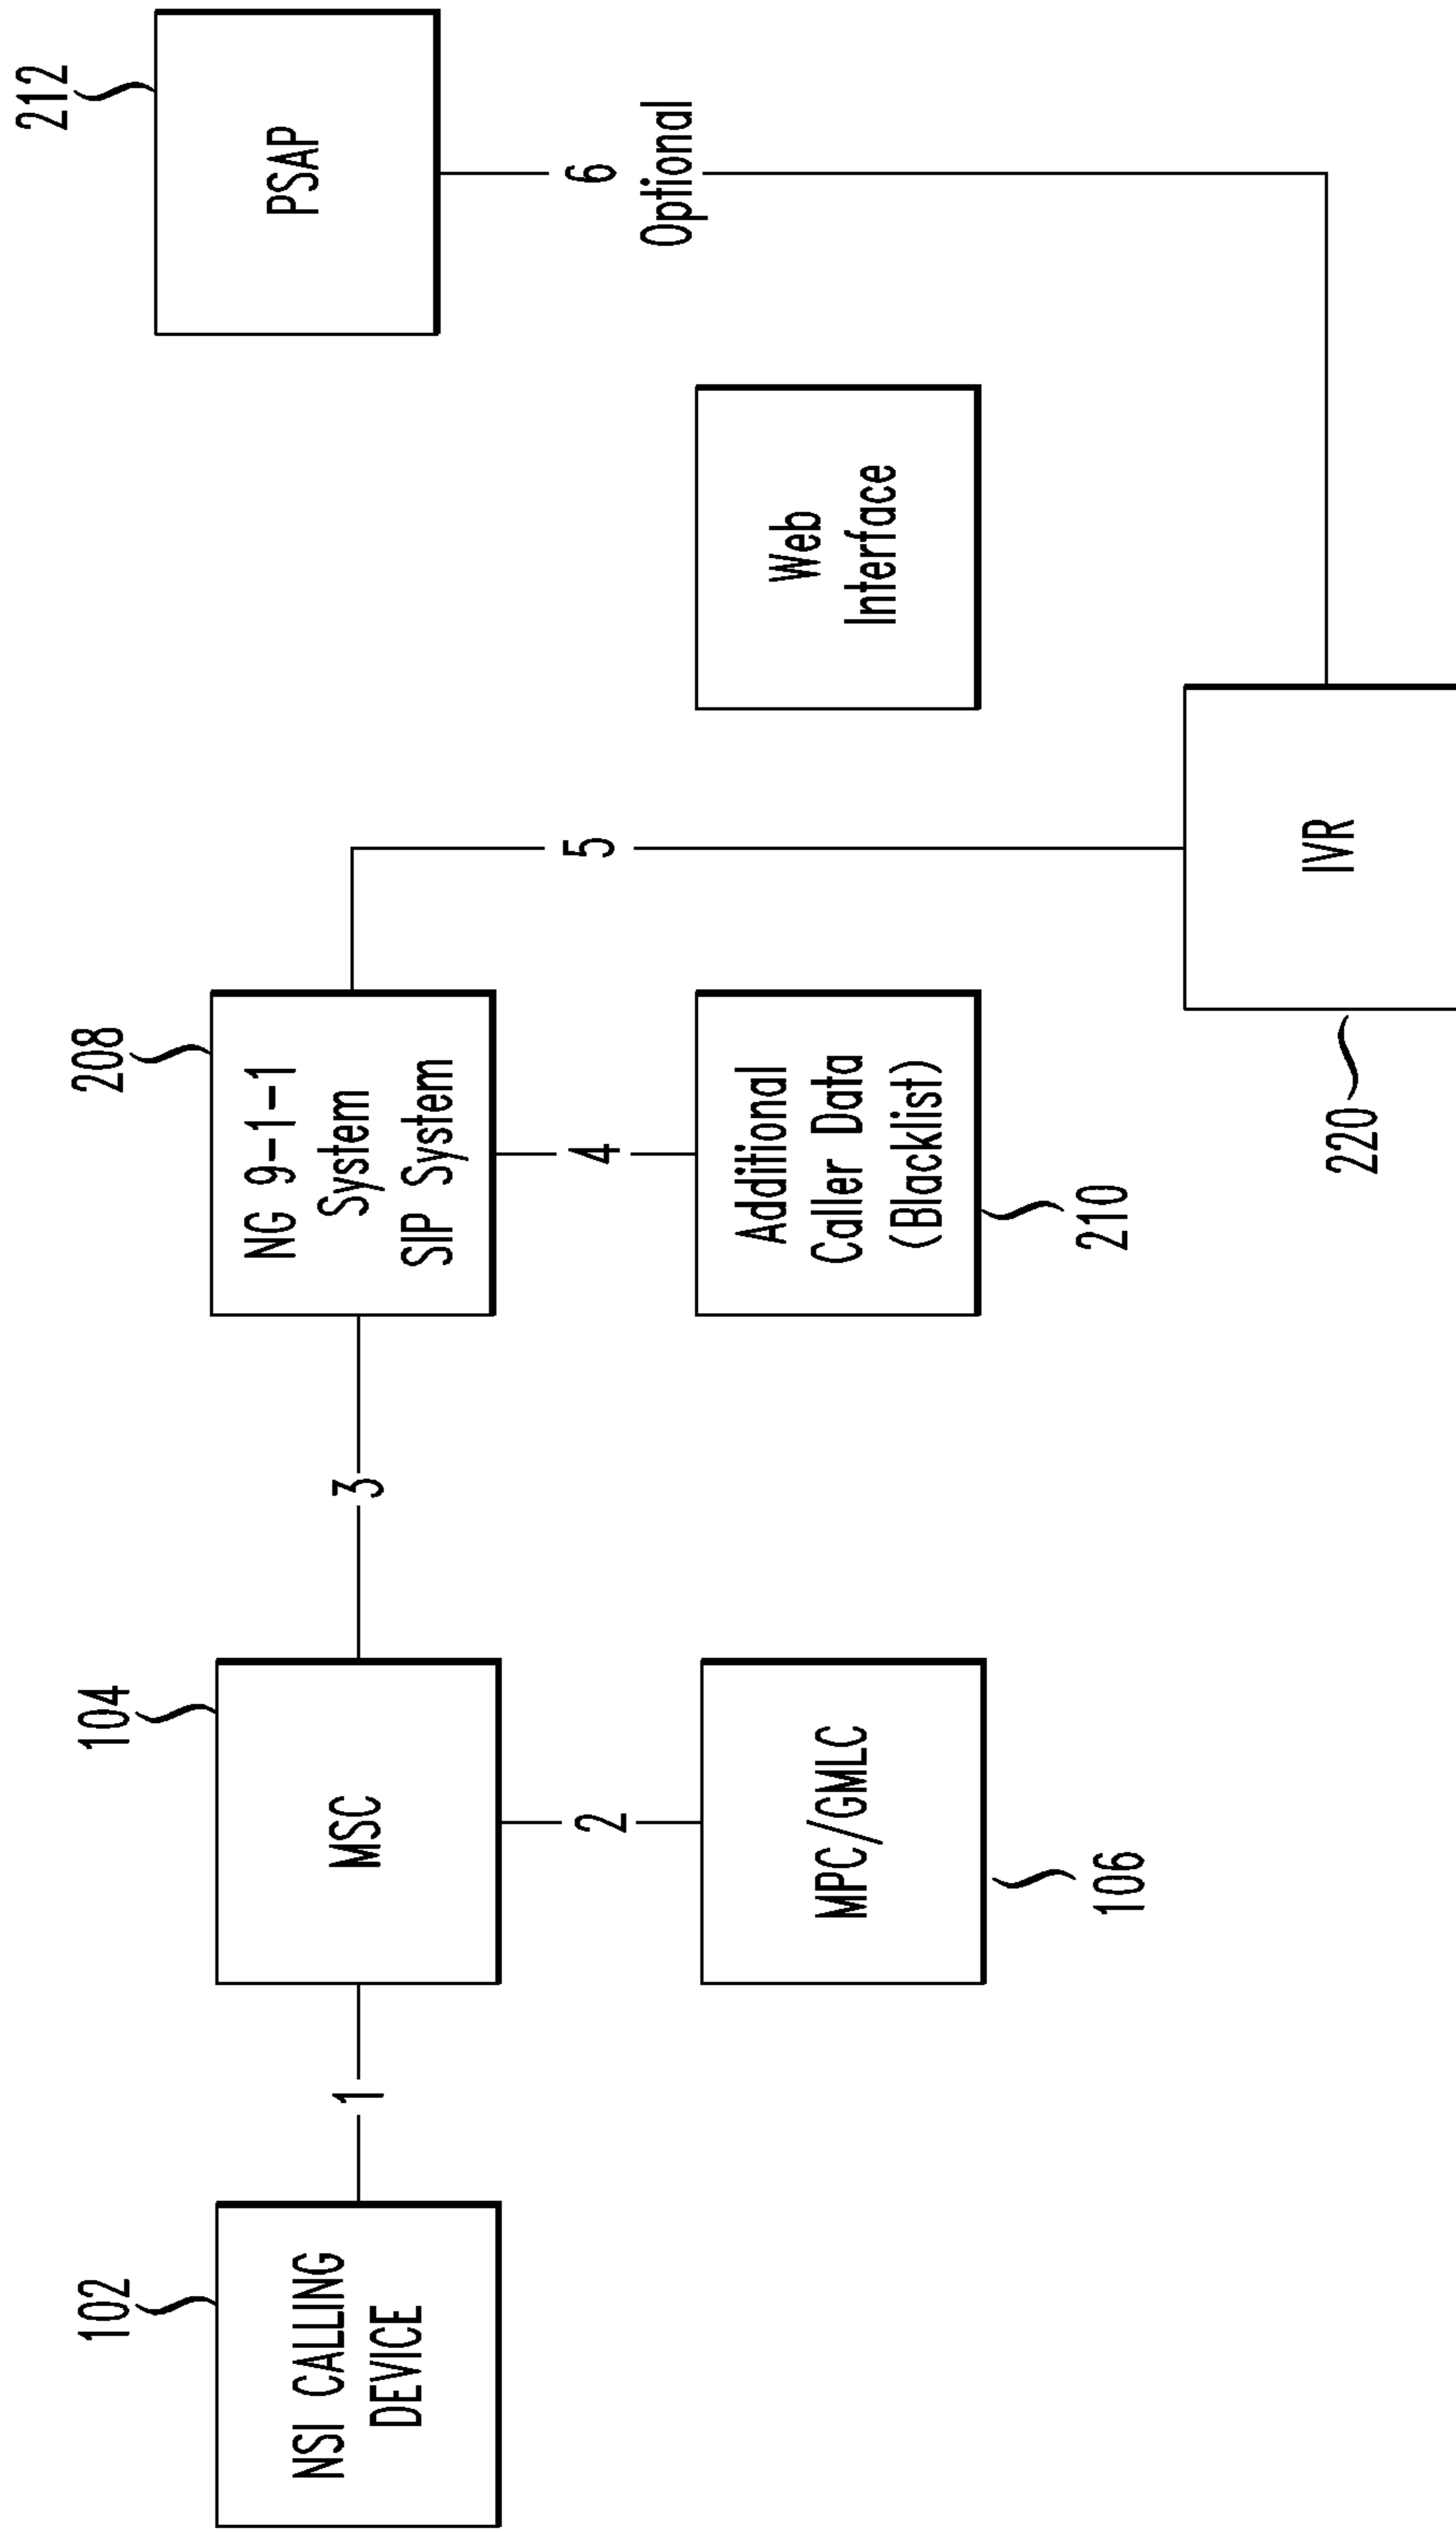 102
NSI CALLING
DEVICE
1
104
MSC
2
MPC/GMLC
106
3
208
NG 9-1-1
System
SIP System
4
Additional
Caller Data
(Blacklist)
210
5
IVR
220
Web
Interface
212
PSAP
6
Optional